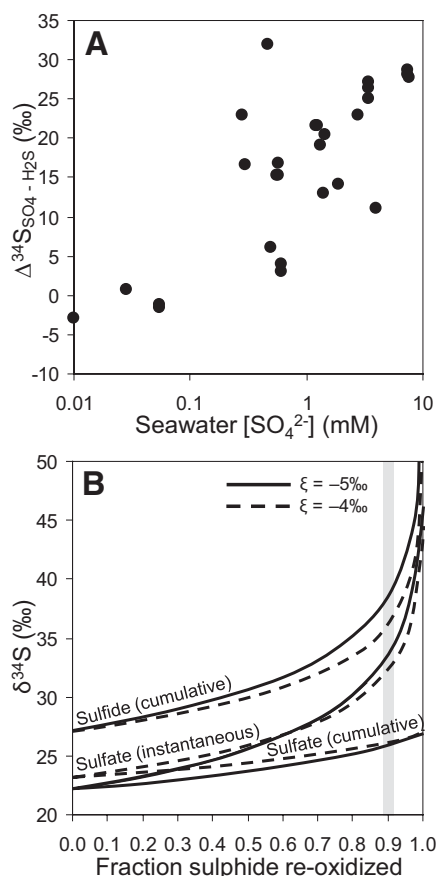 A
35
30
25
20
15
10
5
0
-5
-10
Δ³⁴S SO4 - H2S (‰)
0.01 0.1 1 10
Seawater [SO₄²⁻] (mM)
B
50
45
40
35
30
25
20
δ³⁴S (‰)
ξ = –5‰
ξ = –4‰
Sulfide (cumulative)
Sulfate (instantaneous)
Sulfate (cumulative)
0.0 0.1 0.2 0.3 0.4 0.5 0.6 0.7 0.8 0.9 1.0
Fraction sulphide re-oxidized